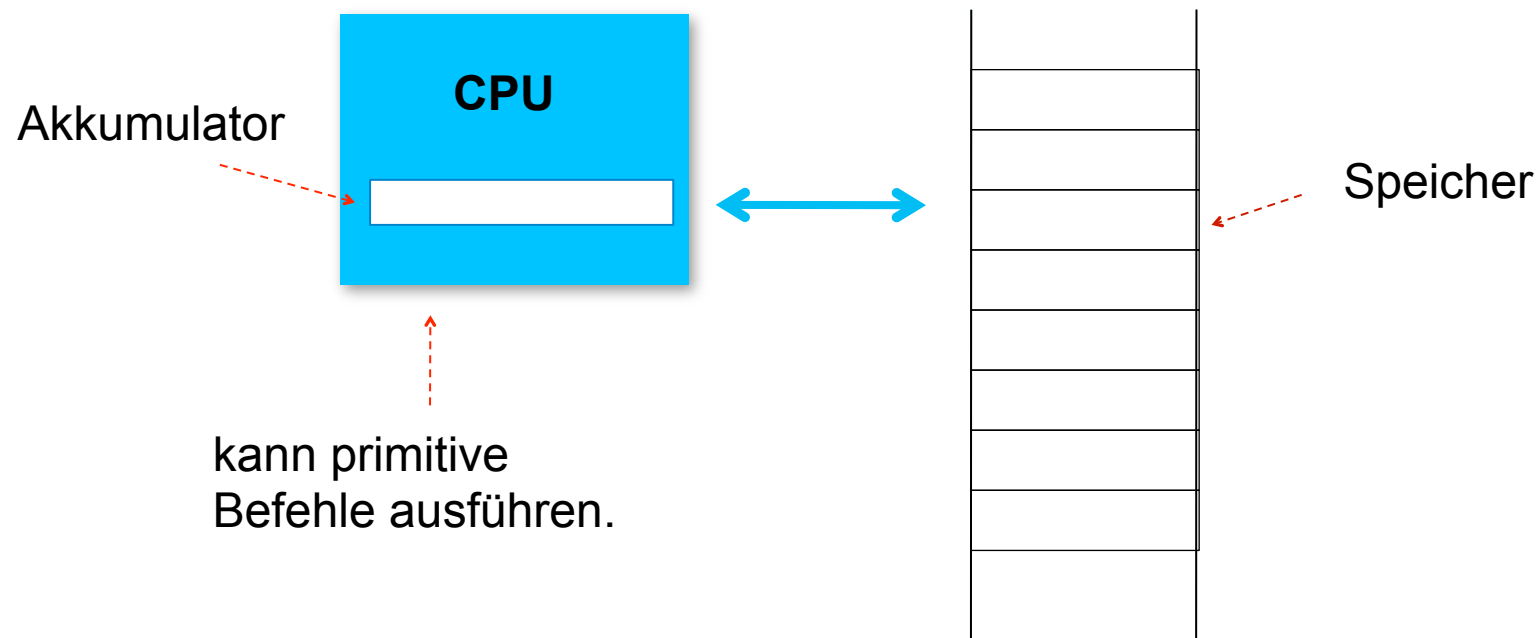 CPU
Akkumulator
Speicher
kann primitive
Befehle ausführen.